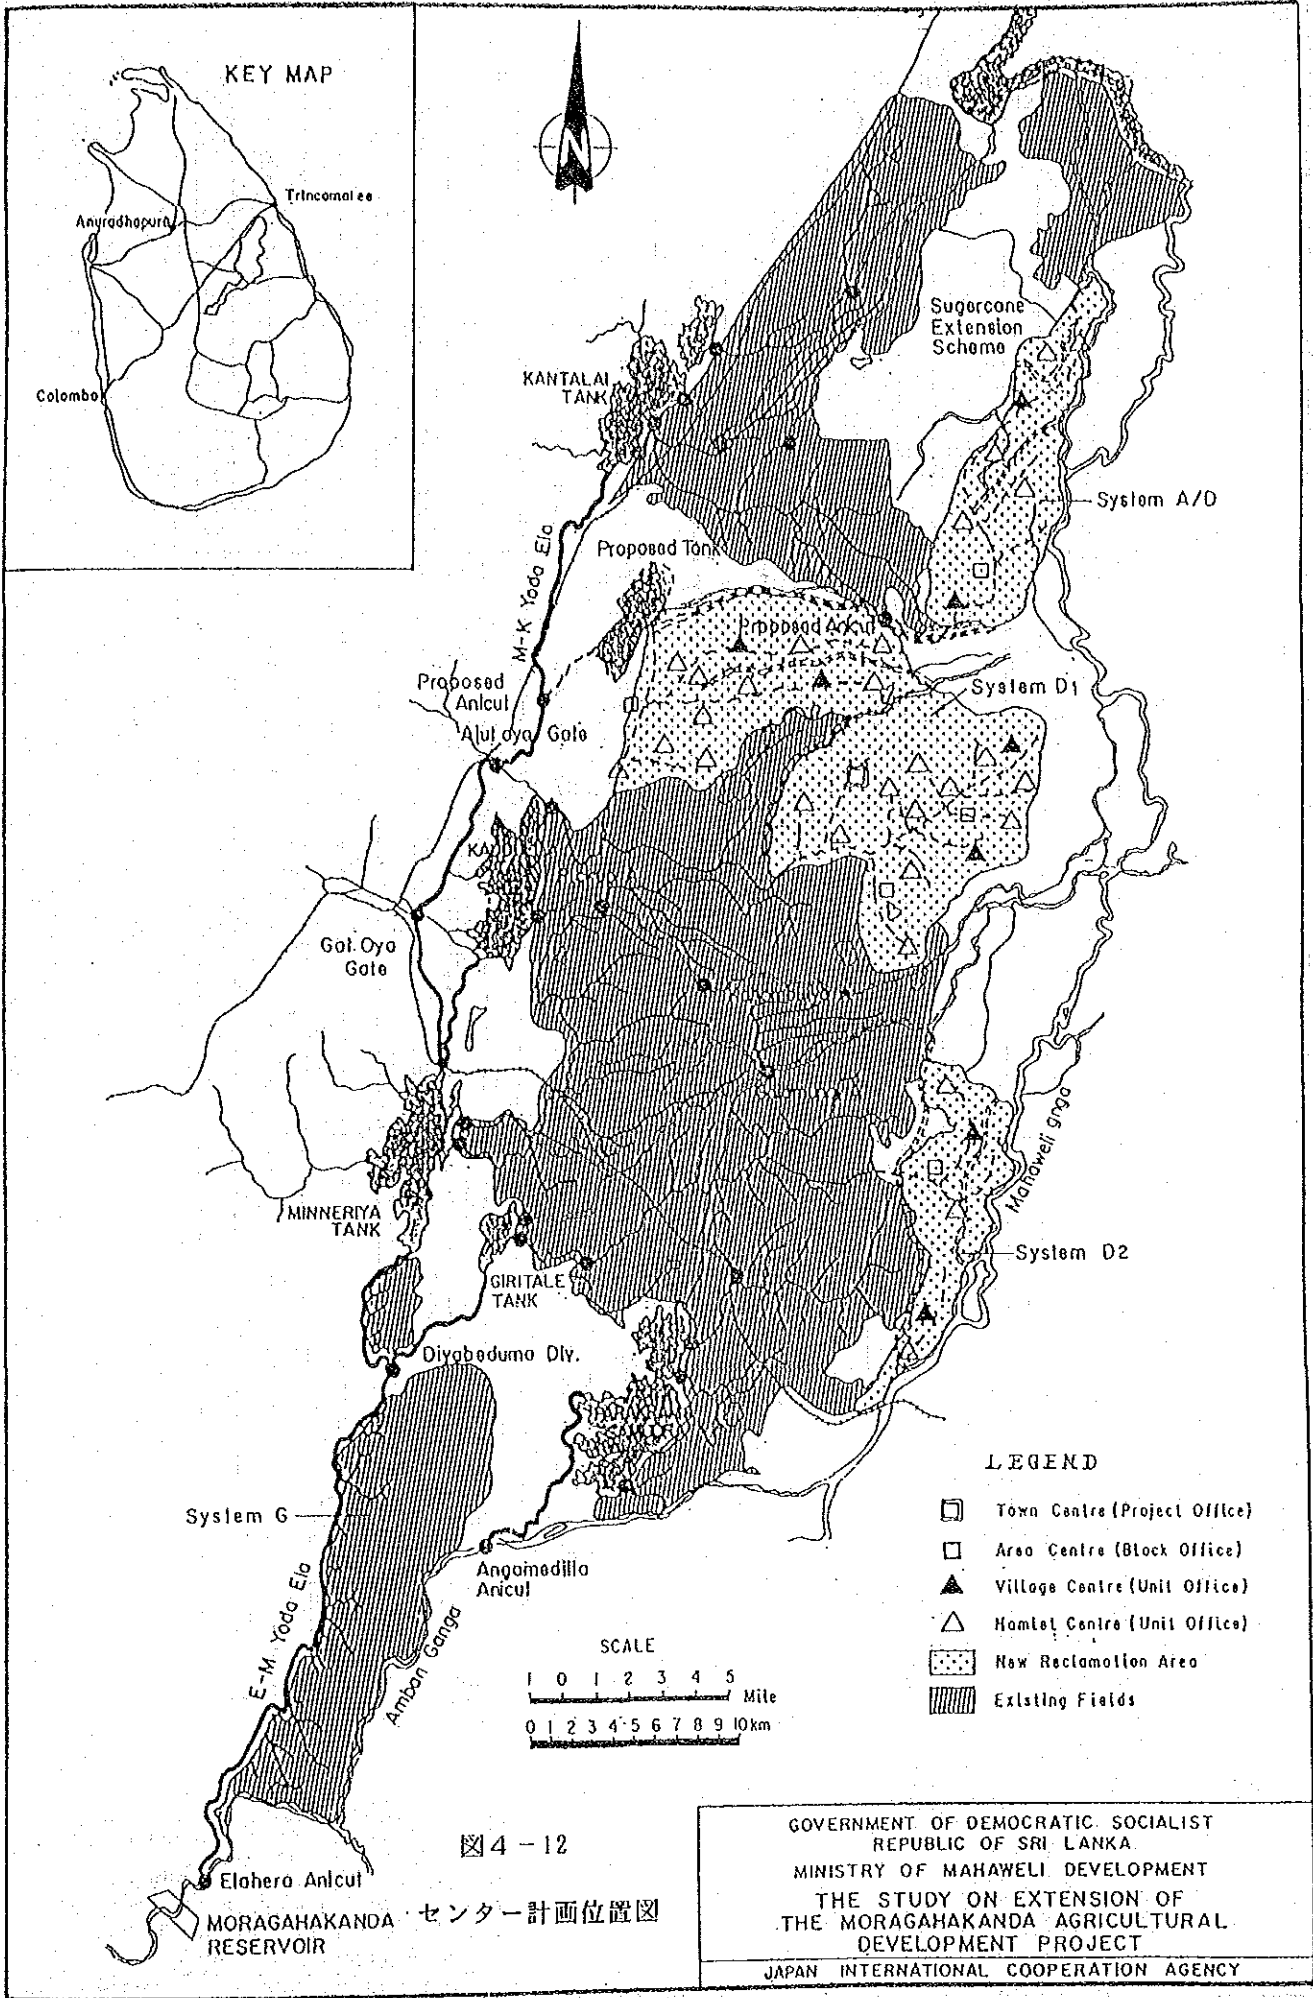 KEY MAP
Trincomalee
Anuradhapura
Colombo
N
Sugarcane
Extension
Scheme
KANTALAI
TANK
System A/D
M-K Yoda Ela
Proposed Tank
Proposed Anicut
System D1
Proposed
Anicut
Alut oya Gate
Gal Oya
Gate
Mahaweli gnga
MINNERIYA
TANK
System D2
GIRITALE
TANK
Diyabeduma Div.
System G
Angamedilla
Anicut
E-M Yoda Ela
Amban Ganga
Elahera Anicut
MORAGAHAKANDA
RESERVOIR
LEGEND
Town Centre (Project Office)
Area Centre (Block Office)
Village Centre (Unit Office)
Hamlet Centre (Unit Office)
New Reclamation Area
Existing Fields
SCALE
1 0 1 2 3 4 5
Mile
0 1 2 3 4 5 6 7 8 9 10km
図4-12
センター計画位置図
GOVERNMENT OF DEMOCRATIC SOCIALIST
REPUBLIC OF SRI LANKA
MINISTRY OF MAHAWELI DEVELOPMENT
THE STUDY ON EXTENSION OF
THE MORAGAHAKANDA AGRICULTURAL
DEVELOPMENT PROJECT
JAPAN INTERNATIONAL COOPERATION AGENCY